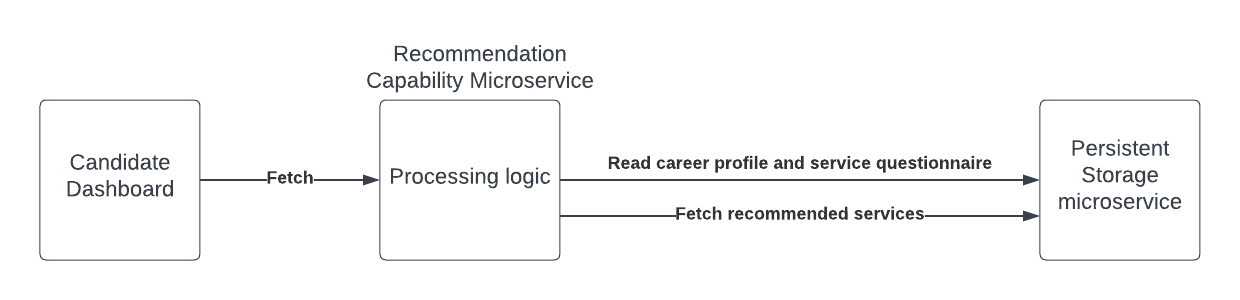 Recommendation
Capability Microservice
Candidate
Dashboard
Fetch
Processing logic
Read career profile and service questionnaire
Fetch recommended services
Persistent
Storage
microservice